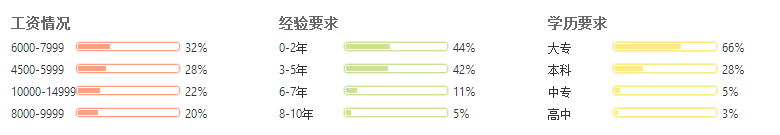 工资情况 经验要求 学历要求
6000-7999 32% 0-2年 44% 大专 66%
4500-5999 28% 3-5年 42% 本科 28%
10000-14999 22% 6-7年 11% 中专 5%
8000-9999 20% 8-10年 5% 高中 3%